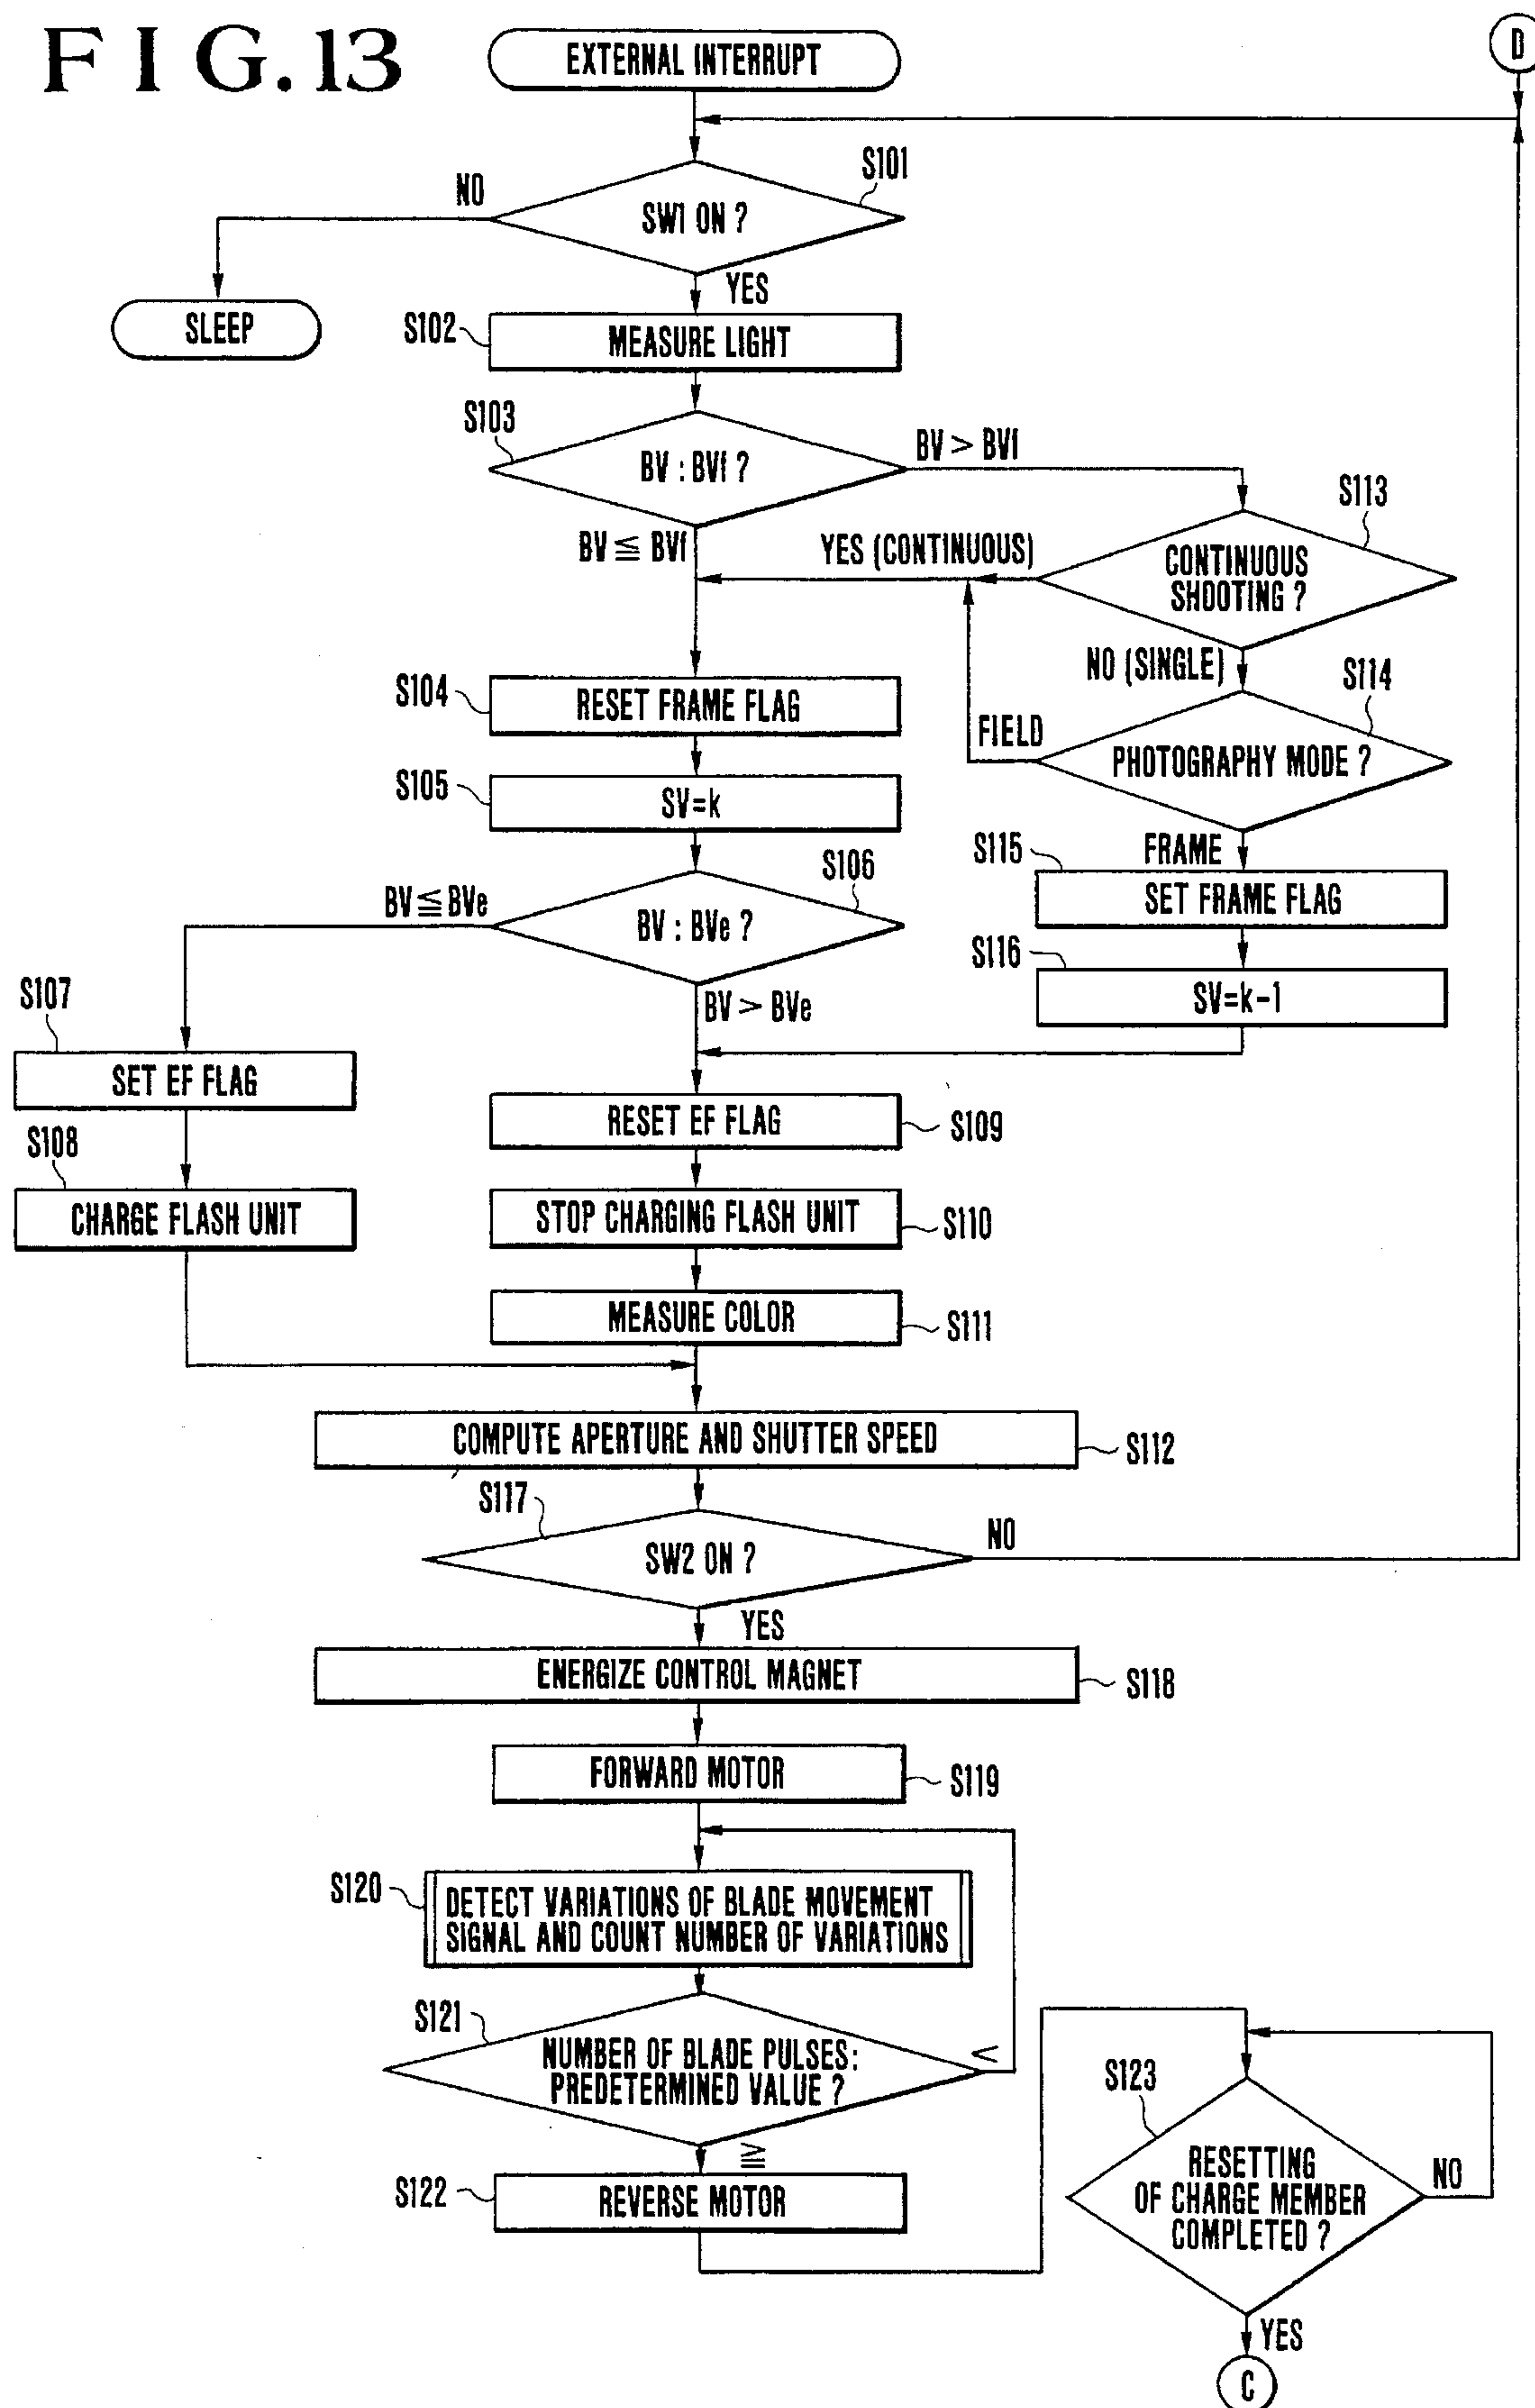 FIG. 13
D
EXTERNAL INTERRUPT
S101
NO
SW1 ON ?
YES
SLEEP
S102
MEASURE LIGHT
S103
BV : BVf ?
BV > BVf
BV ≦ BVf
S113
YES (CONTINUOUS)
CONTINUOUS
SHOOTING ?
NO (SINGLE)
S114
S104
RESET FRAME FLAG
FIELD
PHOTOGRAPHY MODE ?
S105
SV=k
FRAME
S115
SET FRAME FLAG
S106
BV ≦ BVe
BV : BVe ?
BV > BVe
S116
SV=k-1
S107
SET EF FLAG
RESET EF FLAG
S109
S108
CHARGE FLASH UNIT
STOP CHARGING FLASH UNIT
S110
MEASURE COLOR
S111
COMPUTE APERTURE AND SHUTTER SPEED
S112
S117
SW2 ON ?
NO
YES
ENERGIZE CONTROL MAGNET
S118
FORWARD MOTOR
S119
S120
DETECT VARIATIONS OF BLADE MOVEMENT
SIGNAL AND COUNT NUMBER OF VARIATIONS
S121
NUMBER OF BLADE PULSES:
PREDETERMINED VALUE ?
<
≧
S122
REVERSE MOTOR
S123
RESETTING
OF CHARGE MEMBER
COMPLETED ?
NO
YES
C